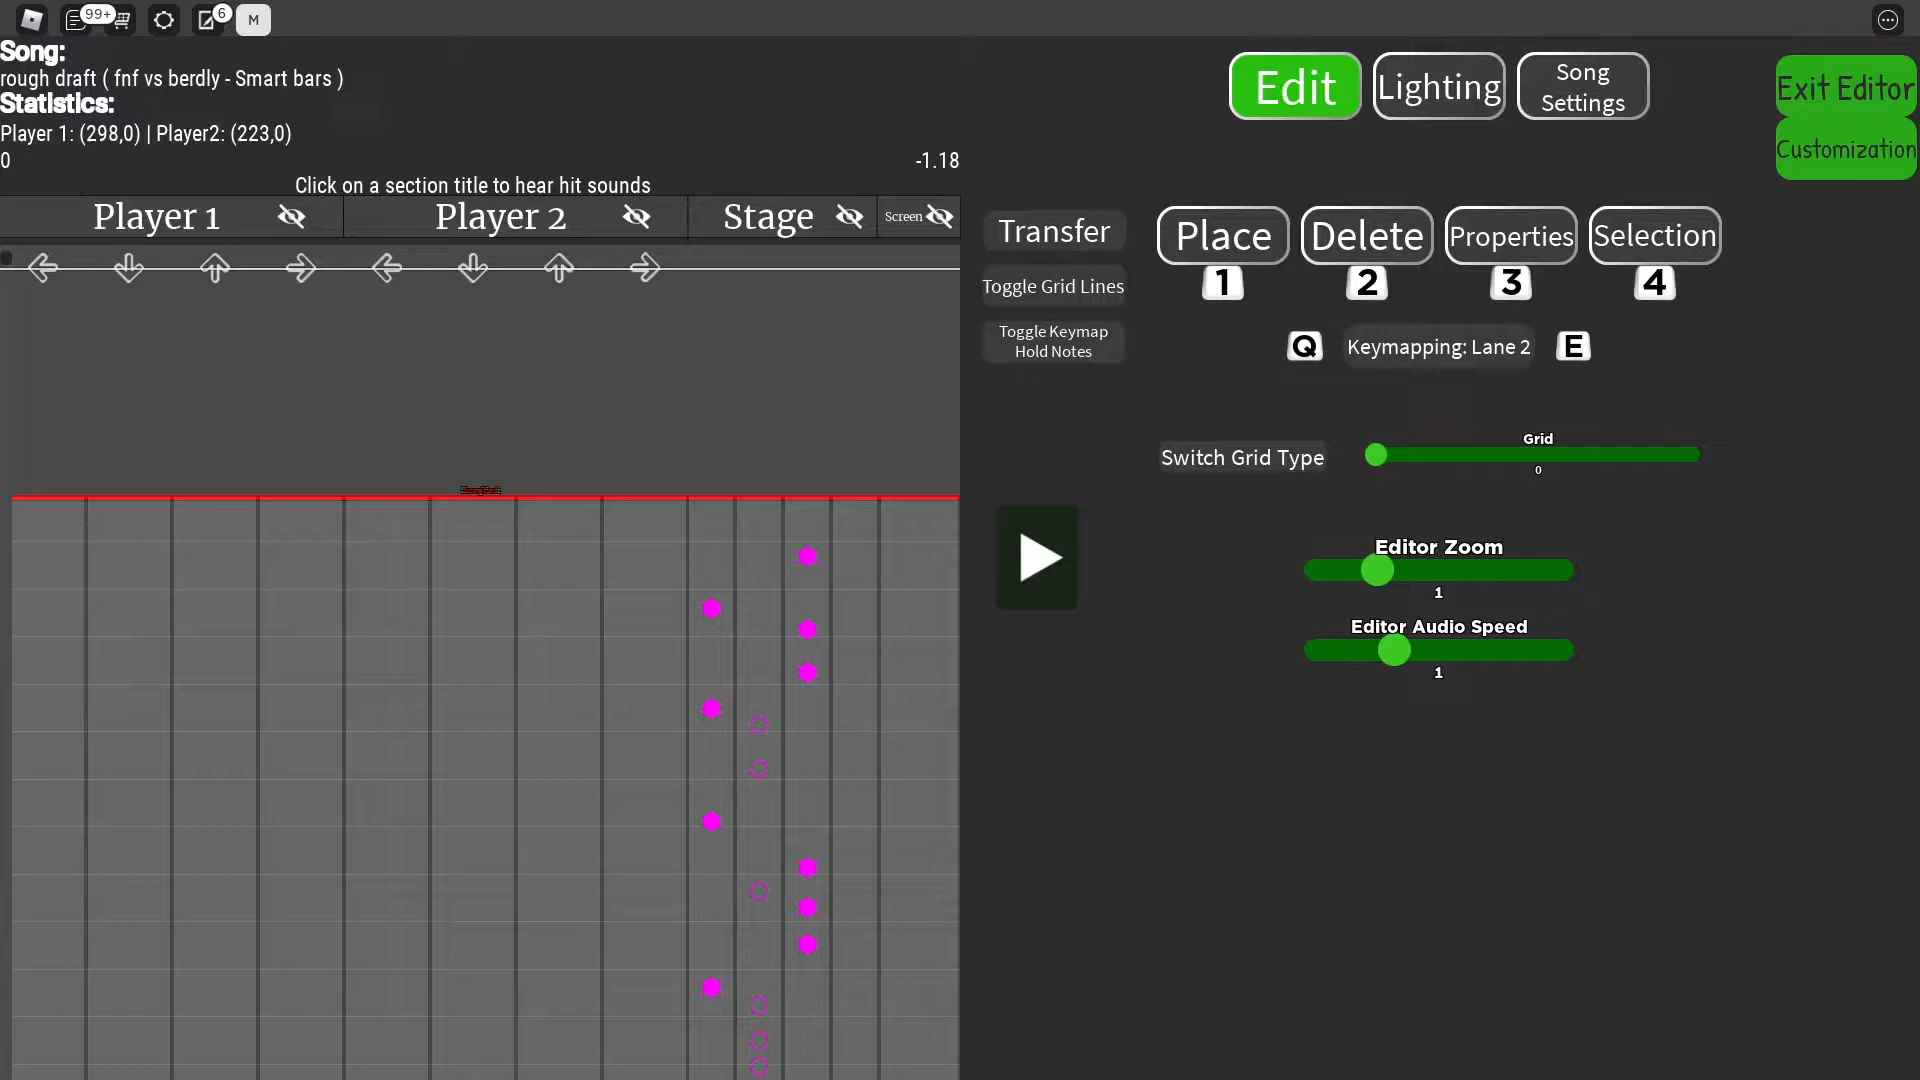 99+
6
M
Song:
rough draft ( fnf vs berdly - Smart bars )
Statistics:
Player 1: (298,0) | Player2: (223,0)
0
-1.18
Click on a section title to hear hit sounds
Player 1
Player 2
Stage
Screen
Edit
Lighting
Song
Settings
Exit Editor
Customization
Transfer
Toggle Grid Lines
Toggle Keymap
Hold Notes
Place
Delete
Properties
Selection
1
2
3
4
Q
Keymapping: Lane 2
E
Switch Grid Type
Grid
0
Editor Zoom
1
Editor Audio Speed
1